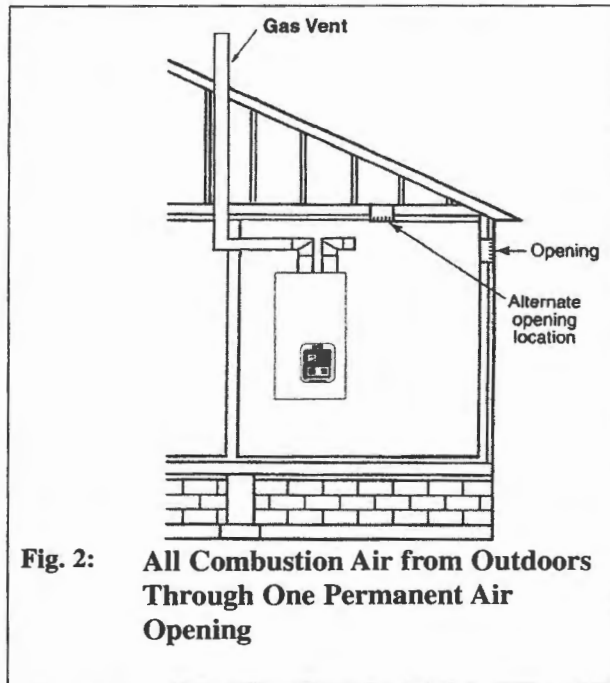 Gas Vent
Opening
Alternate
opening
location
Fig. 2: All Combustion Air from Outdoors
Through One Permanent Air
Opening